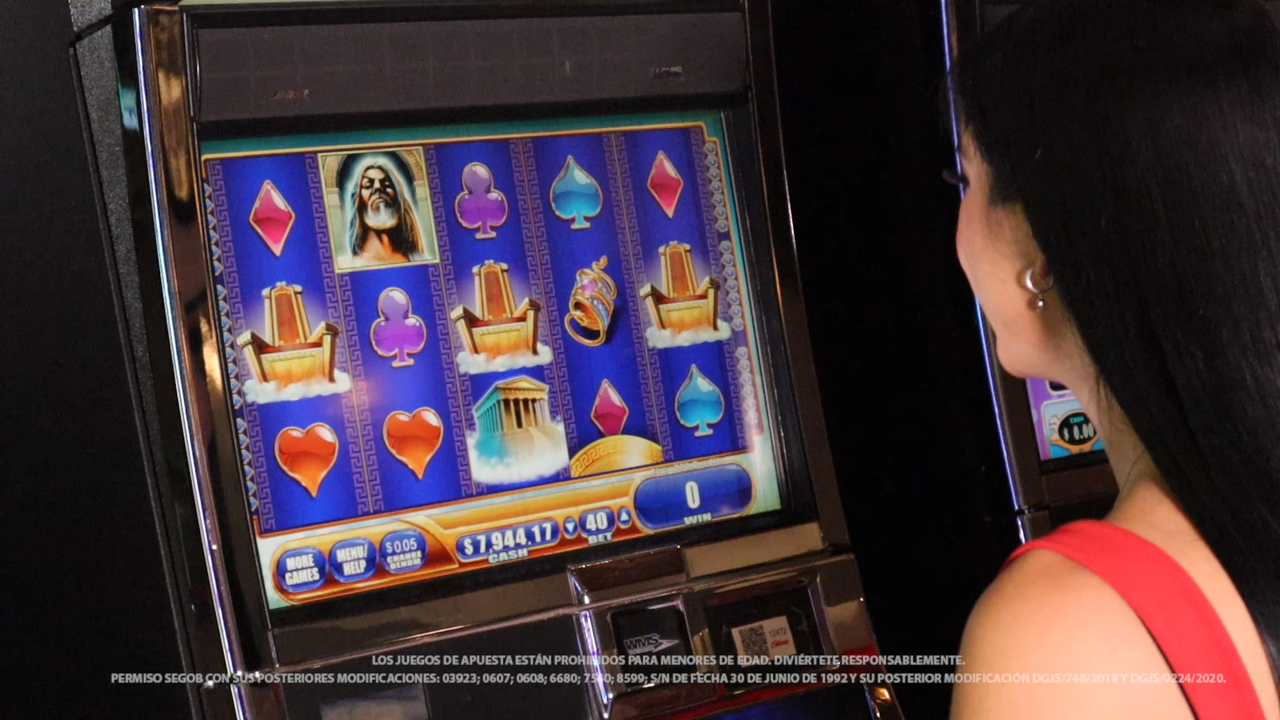 MORE
GAMES
MENU/
HELP
$0.05
CHANGE
DENOM
$7,944.17
CASH
40
BET
0
WIN
CASH
$0.00
WMS
12472
LOS JUEGOS DE APUESTA ESTÁN PROHIBIDOS PARA MENORES DE EDAD. DIVIÉRTETE RESPONSABLEMENTE.
PERMISO SEGOB CON SUS POSTERIORES MODIFICACIONES: 03923; 0607; 0608; 6680; 8599; S/N DE FECHA 30 DE JUNIO DE 1992 Y SU POSTERIOR MODIFICACIÓN DGJS/768/2018 Y DGJS/0224/2020.